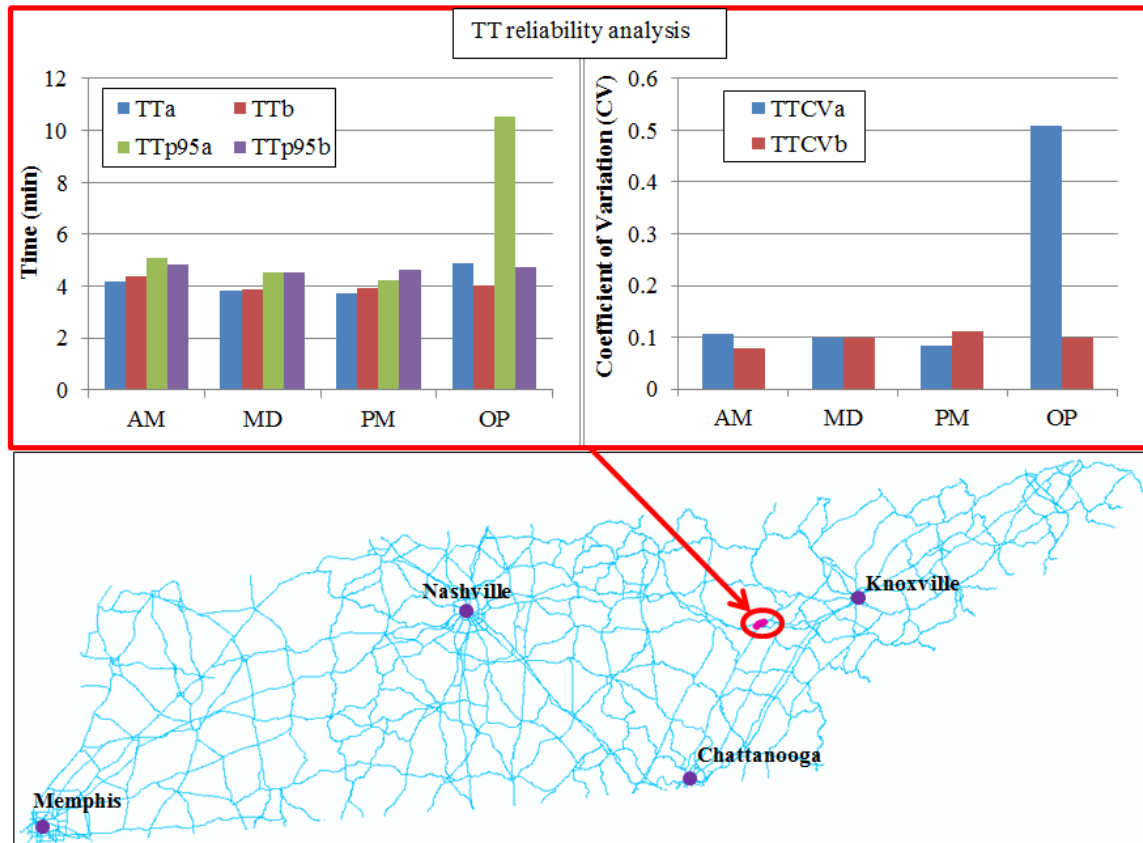 TT reliability analysis
Time (min)
12
10
8
6
4
2
0
TTa
TTb
TTp95a
TTp95b
AM
MD
PM
OP
Coefficient of Variation (CV)
0.6
0.5
0.4
0.3
0.2
0.1
0
TTCVa
TTCVb
AM
MD
PM
OP
Nashville
Knoxville
Chattanooga
Memphis